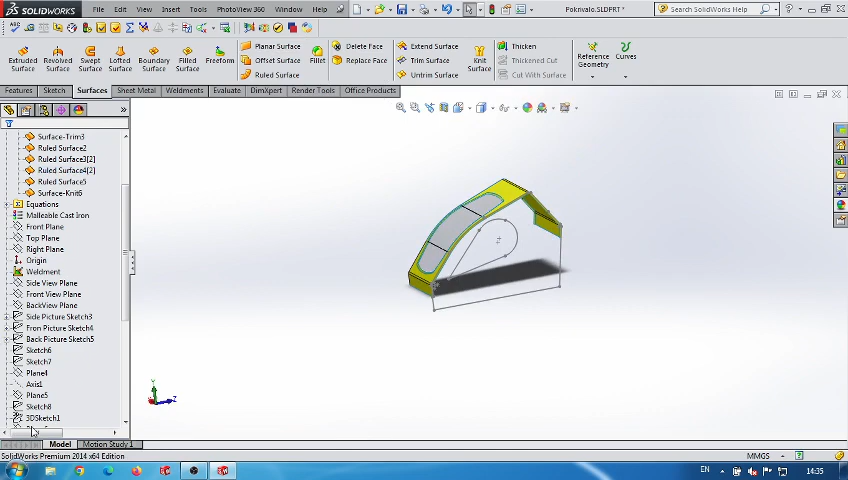 SOLIDWORKS File Edit View Insert Tools PhotoView 360 Window Help Pokrivalo.SLDPRT * Search SolidWorks Help
Extruded Surface
Revolved Surface
Swept Surface
Lofted Surface
Boundary Surface
Filled Surface
Freeform
Planar Surface
Offset Surface
Ruled Surface
Fillet
Delete Face
Replace Face
Extend Surface
Trim Surface
Untrim Surface
Knit Surface
Thicken
Thickened Cut
Cut With Surface
Reference Geometry
Curves
Features Sketch Surfaces Sheet Metal Weldments Evaluate DimXpert Render Tools Office Products
Surface-Trim3
Ruled Surface2
Ruled Surface3[2]
Ruled Surface4[2]
Ruled Surface5
Surface-Knit6
Equations
Malleable Cast Iron
Front Plane
Top Plane
Right Plane
Origin
Weldment
Side View Plane
Front View Plane
BackView Plane
Side Picture Sketch3
Fron Picture Sketch4
Back Picture Sketch5
Sketch6
Sketch7
Plane4
Axis1
Plane5
Sketch8
3DSketch1
Y
Z
Model Motion Study 1
SolidWorks Premium 2014 x64 Edition MMGS
EN 14:35